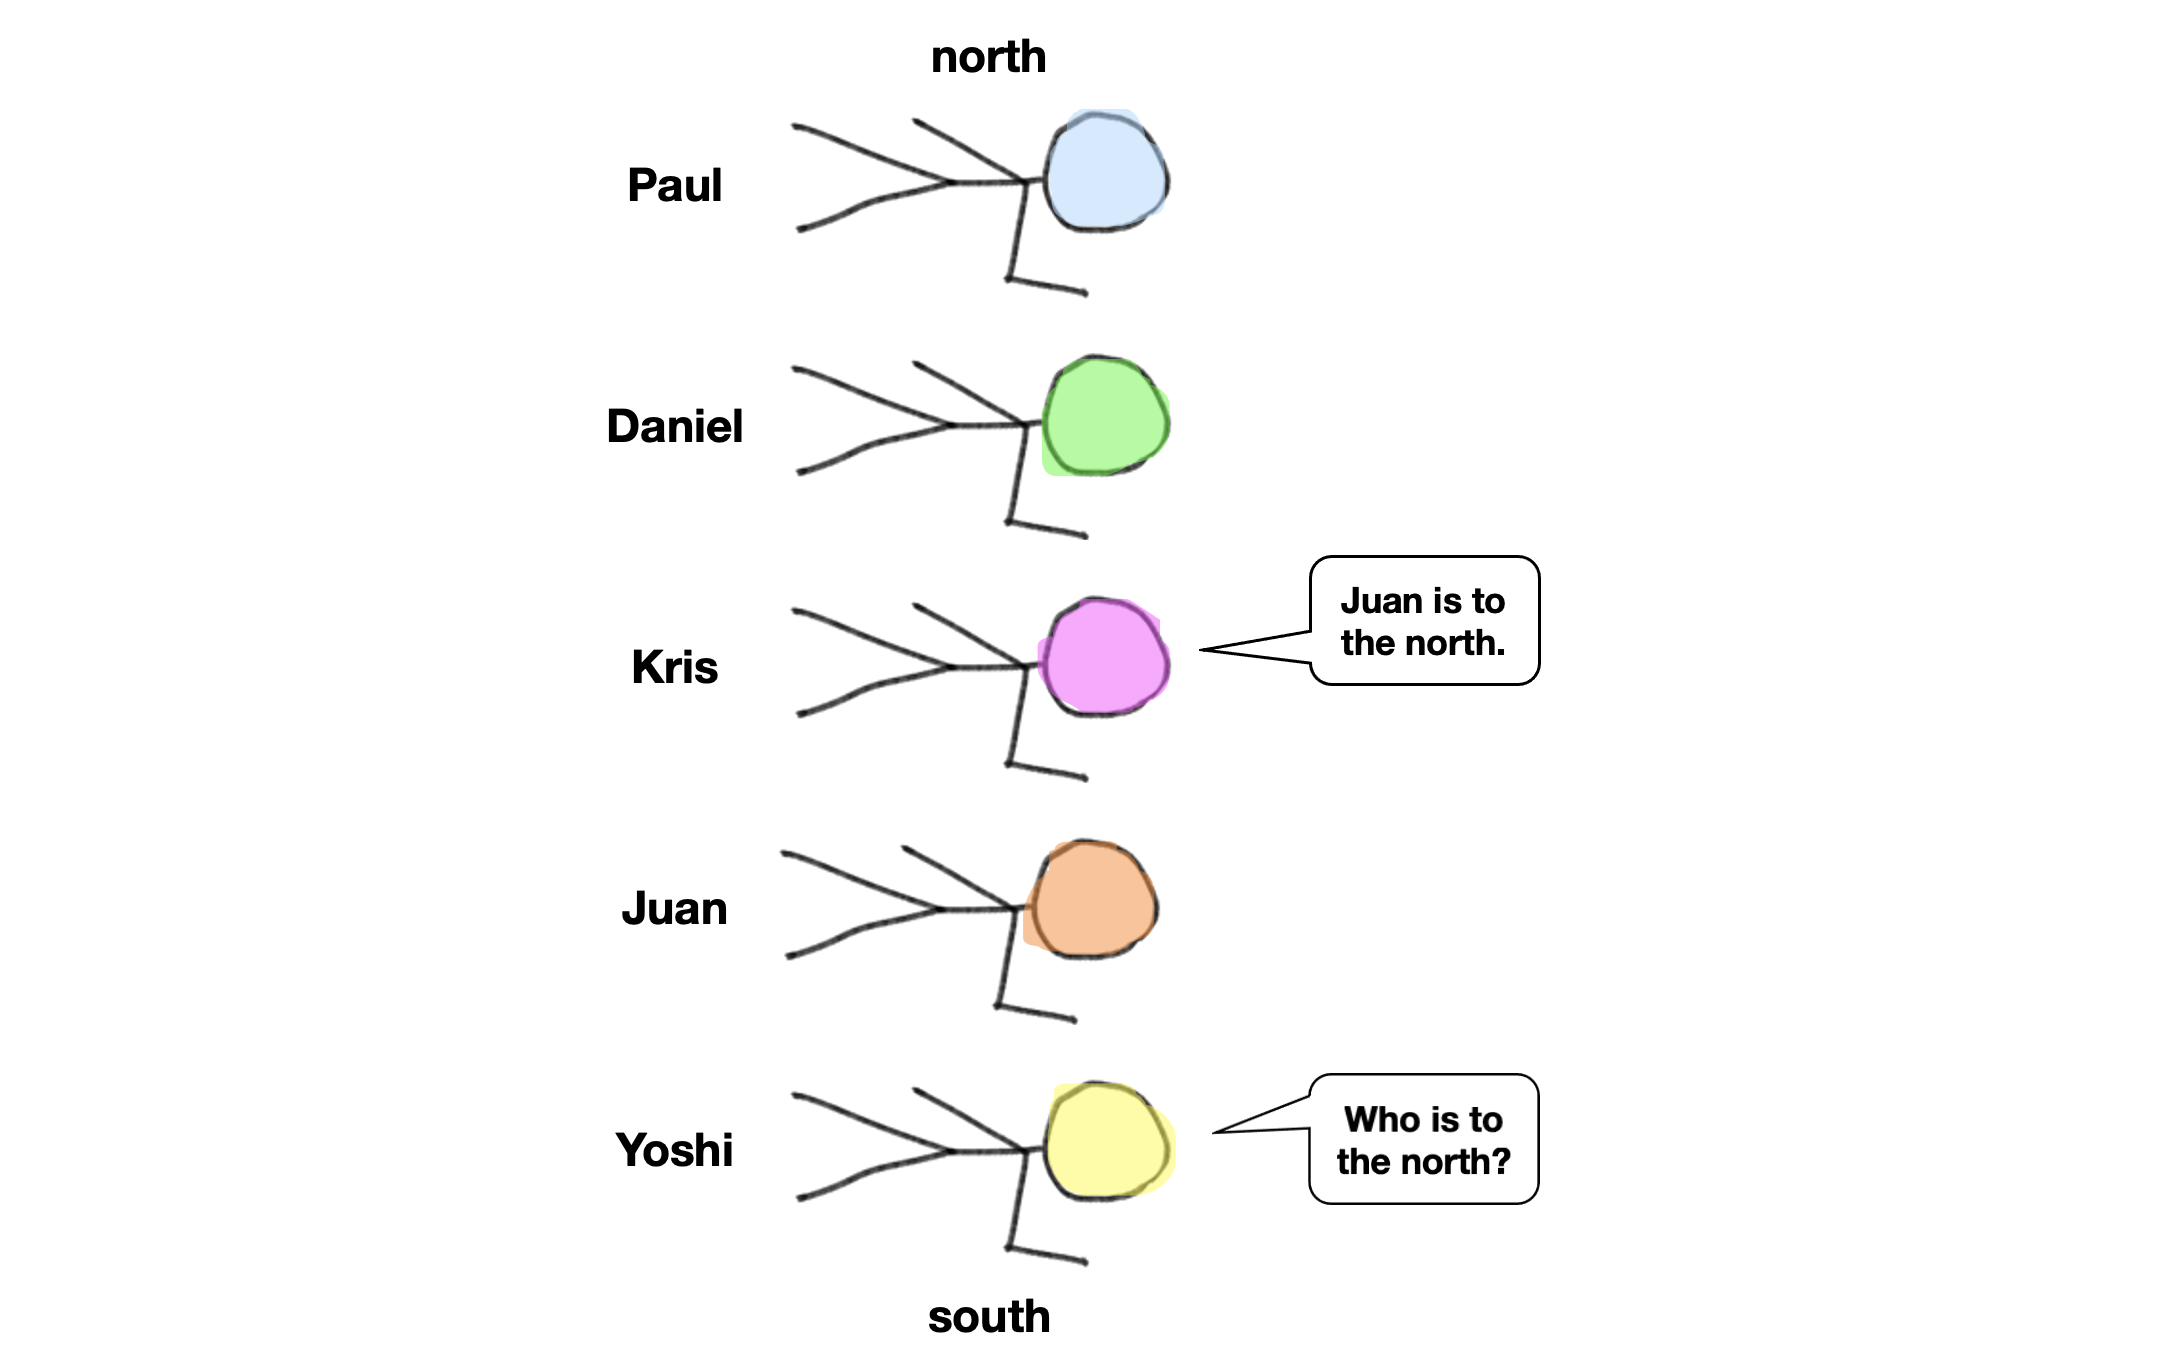 north
Paul
Daniel
Kris
Juan is to
the north.
Juan
Yoshi
Who is to
the north?
south